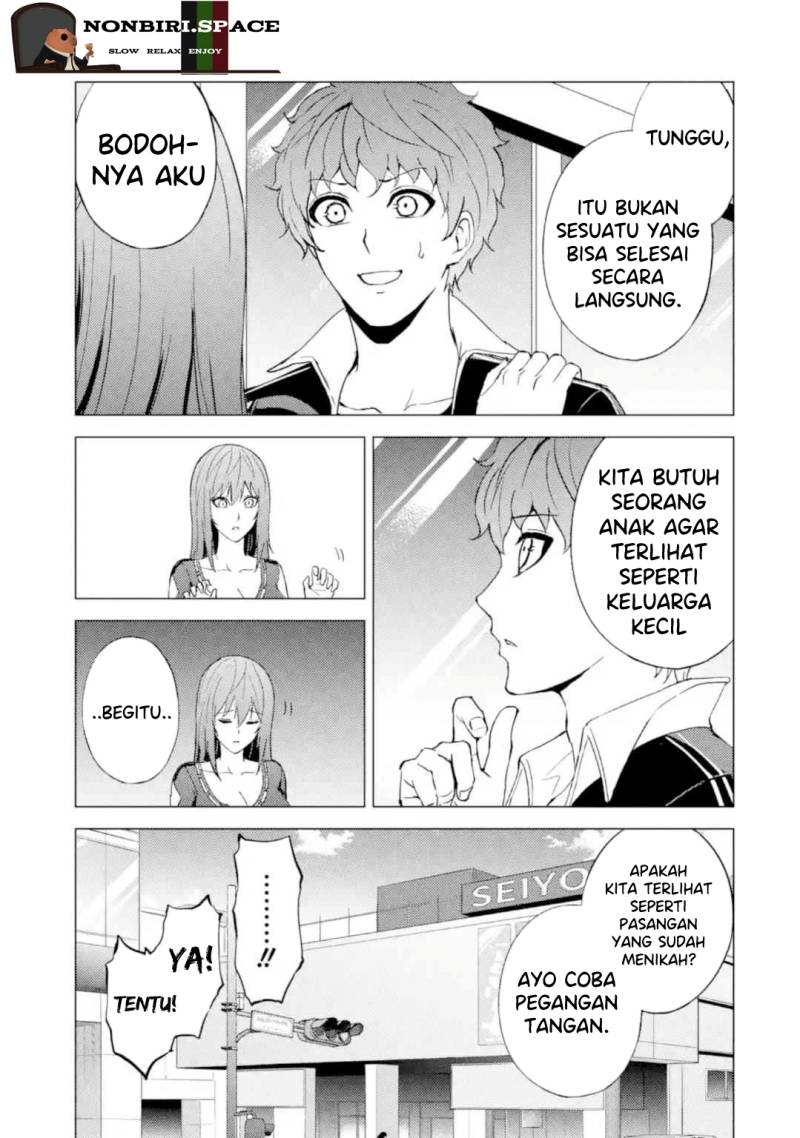 NONBIRI.SPACE
SLOW RELAX ENJOY
TUNGGU,
ITU BUKAN
SESUATU YANG
BISA SELESAI
SECARA
LANGSUNG.
BODOH-
NYA AKU
KITA BUTUH
SEORANG
ANAK AGAR
TERLIHAT
SEPERTI
KELUARGA
KECIL
..BEGITU..
APAKAH
KITA TERLIHAT
SEPERTI
PASANGAN
YANG SUDAH
MENIKAH?
AYO COBA
PEGANGAN
TANGAN.
SEIYO
........!!
YA!
TENTU!